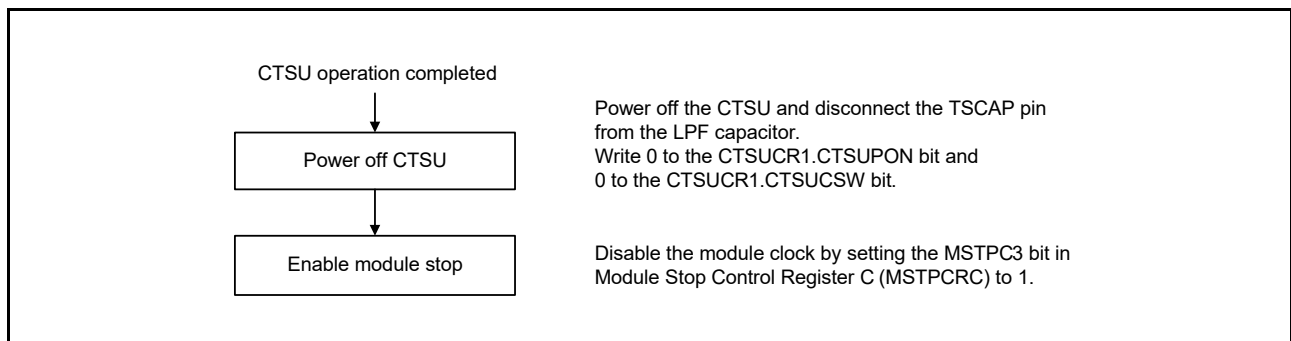 CTSU operation completed
Power off CTSU
Power off the CTSU and disconnect the TSCAP pin
from the LPF capacitor.
Write 0 to the CTSUCR1.CTSUPON bit and
0 to the CTSUCR1.CTSUCSW bit.
Enable module stop
Disable the module clock by setting the MSTPC3 bit in
Module Stop Control Register C (MSTPCRC) to 1.